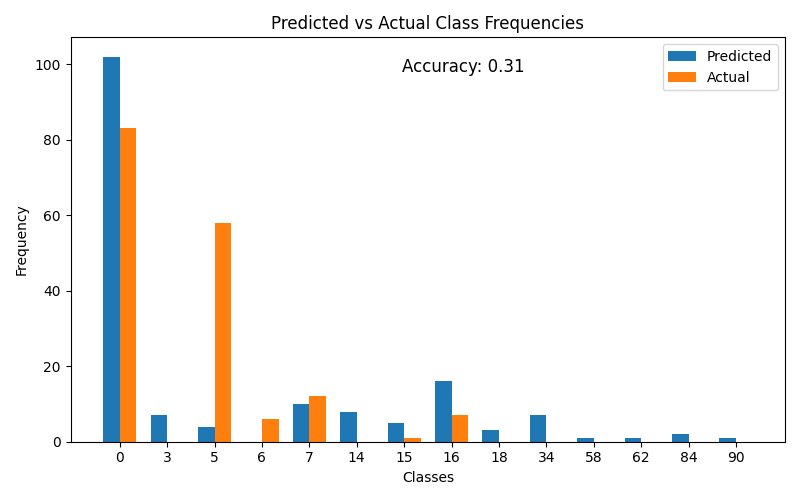 Predicted vs Actual Class Frequencies
Accuracy: 0.31
Predicted
Actual
Frequency
100
80
60
40
20
0
0 3 5 6 7 14 15 16 18 34 58 62 84 90
Classes